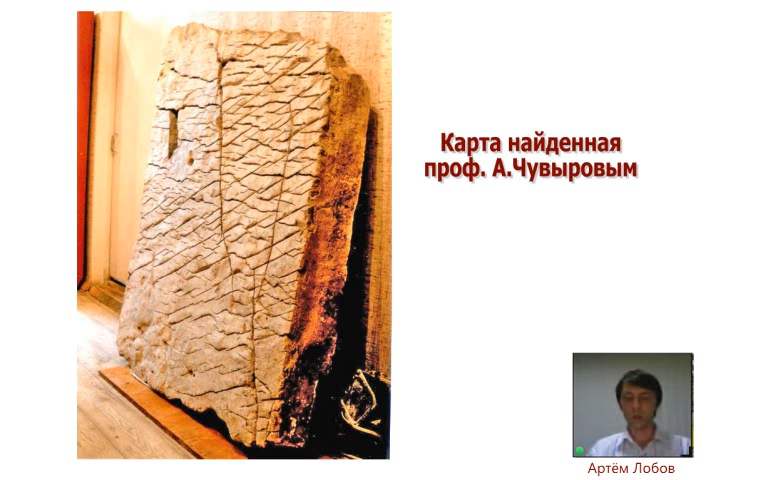 Карта найденная
проф. А.Чувыровым
Артём Лобов